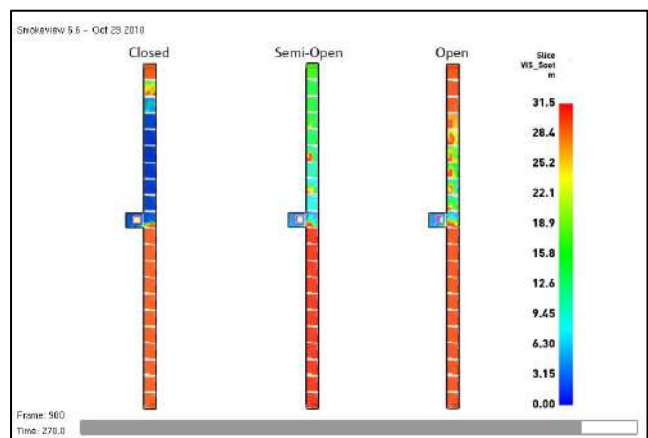 Smokeview 5.6 - Oct 29 2010
Closed
Semi-Open
Open
Slice
VIS_Soot
m
31.5
28.4
25.2
22.1
18.9
15.8
12.6
9.45
6.30
3.15
0.00
Frame: 900
Time: 270.0